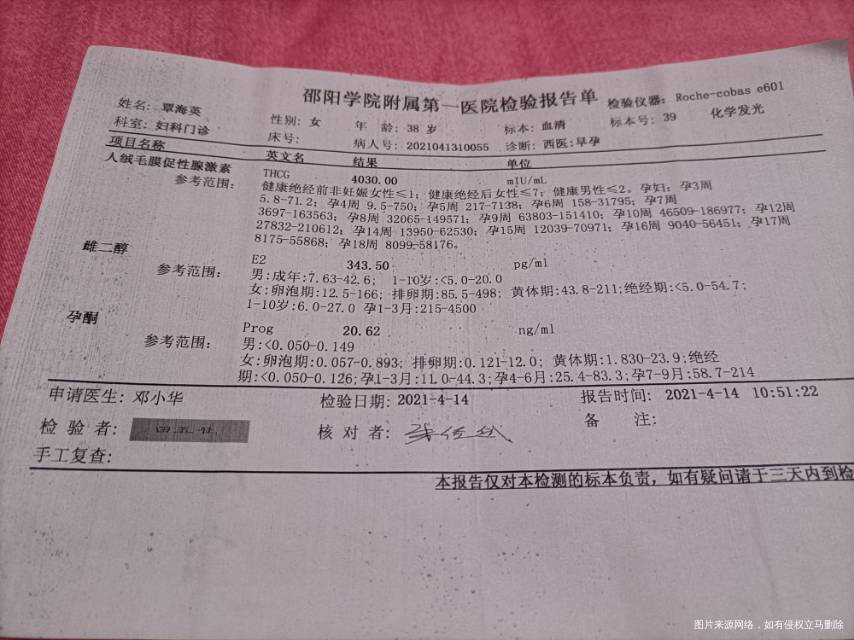 邵阳学院附属第一医院检验报告单
姓名: 覃海英 性别: 女 年 龄: 38 岁 标本: 血清 检验仪器: Roche-cobas e601
科室: 妇科门诊 床号: 病人号: 2021041310055 诊断: 西医:早孕 标本号: 39 化学发光
项目名称 英文名 结果 单位
人绒毛膜促性腺激素 THCG 4030.00 mIU/mL
参考范围: 健康绝经前非妊娠女性≤1; 健康绝经后女性≤7; 健康男性≤2。孕妇: 孕3周
5.8-71.2; 孕4周 9.5-750; 孕5周 217-7138; 孕6周 158-31795; 孕7周
3697-163563; 孕8周 32065-149571; 孕9周 63803-151410; 孕10周 46509-186977; 孕12周
27832-210612; 孕14周 13950-62530; 孕15周 12039-70971; 孕16周 9040-56451; 孕17周
8175-55868; 孕18周 8099-58176。
雌二醇 E2 343.50 pg/ml
参考范围: 男:成年:7.63-42.6; 1-10岁:<5.0-20.0
女:卵泡期:12.5-166; 排卵期:85.5-498; 黄体期:43.8-211;绝经期:<5.0-54.7;
1-10岁:6.0-27.0 孕1-3月:215-4500
孕酮 Prog 20.62 ng/ml
参考范围: 男:<0.050-0.149
女:卵泡期:0.057-0.893; 排卵期:0.121-12.0; 黄体期:1.830-23.9;绝经
期:<0.050-0.126;孕1-3月:11.0-44.3;孕4-6月:25.4-83.3;孕7-9月:58.7-214
申请医生: 邓小华 检验日期: 2021-4-14 报告时间: 2021-4-14 10:51:22
检 验 者: 核 对 者: 备 注:
手工复查:
本报告仅对本检测的标本负责，如有疑问请于三天内到检
图片来源网络，如有侵权立马删除